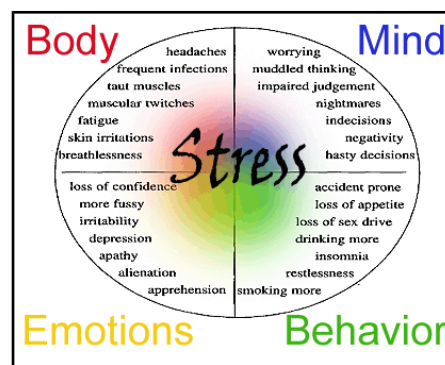 Body
Mind
headaches
frequent infections
taut muscles
muscular twitches
fatigue
skin irritations
breathlessness
worrying
muddled thinking
impaired judgement
nightmares
indecisions
negativity
hasty decisions
Stress
loss of confidence
more fussy
irritability
depression
apathy
alienation
apprehension
accident prone
loss of appetite
loss of sex drive
drinking more
insomnia
restlessness
smoking more
Emotions
Behavior